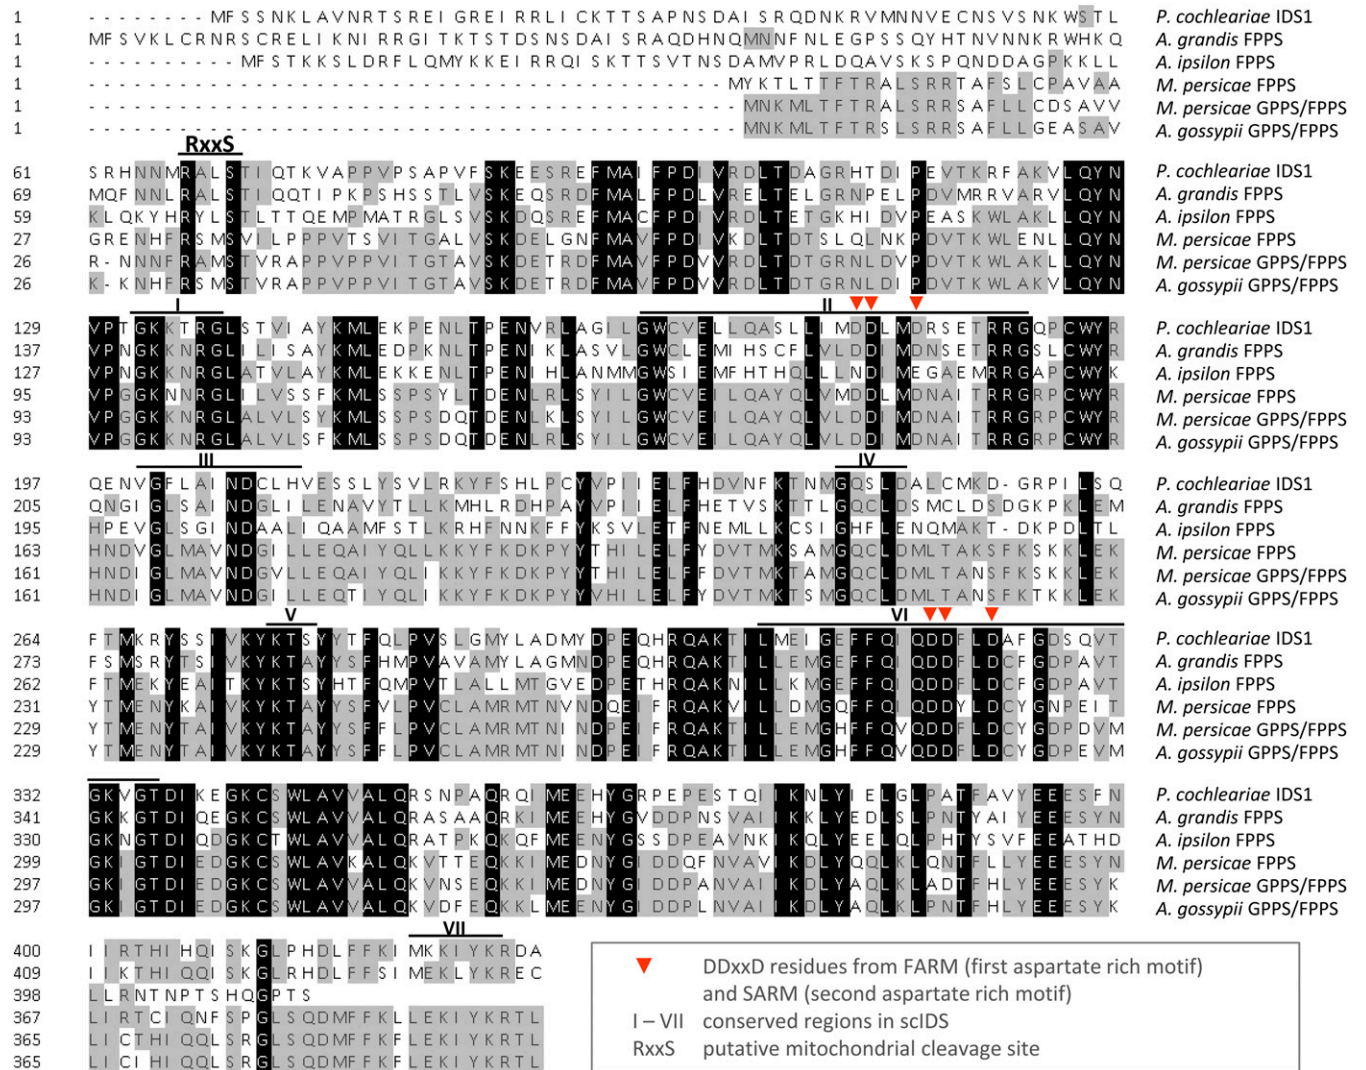 1 --------MFSSNKLAVNRTSREIGREIRRLICKTTSAPNSDAISRQDNKRVMNNVECNSVSNKWSTL P. cochleariae IDS1
1 MFSVKLCRNRSCRELIKNIRRGITKTSTDSNSDAISRAQDHNQMNNFNLEGPSSQYHTNVNNKRWHKQ A. grandis FPPS
1 ----------MFSTKKSLDRFLQMYKKEIRRQISKTTSVTNSDAMVPRLDQAVSKSPQNDDAGPKKLL A. ipsilon FPPS
1 ------------------------------------------MYKTLTTFTRALSRRTAFSLCPAVAA M. persicae FPPS
1 -------------------------------------------MNKMLTFTRALSRRSAFLLCDSAVV M. persicae GPPS/FPPS
1 -------------------------------------------MNKMLTFTRSLSRRSAFLLGEASAV A. gossypii GPPS/FPPS
RxxS
61 SRHNNMRALSTIQTKVAPPVPSAPVFSKEESREFMAIFPDIVRDLTDAGRHTDIPEVTKRFAKVLQYN P. cochleariae IDS1
69 MQFNNLRALSTIQQTIPKPSHSSTLVSKEQSRDFMALFPDLVRELTELGRNPELPDVMRRVARVLQYN A. grandis FPPS
59 KLQKYHRYLSTLTTQEMPMATRGLSVSKDQSREFMACFPDIVRDLTETGKHIDVPEASKWLAKLLQYN A. ipsilon FPPS
27 GRENHFRSMSVILPPPVTSVITGALVSKDELGNFMAVFPDIVKDLTDTSLQLNKPDVTKWLENLLQYN M. persicae FPPS
26 R-NNNFRAMSTVRAPPVPPVITGTAVSKDETRDFMAVFPDVVRDLTDTGRNLDVPDVTKWLAKLLQYN M. persicae GPPS/FPPS
26 K-KNHFRSMSTVRAPPVPPVITGTAVSKDETRDFMAVFPDVVRDLTDTGRNLDIPDVTKWLAKVLQYN A. gossypii GPPS/FPPS
I II
129 VPTGKKTRGLSTVIAYKMLEKPENLTPENVRLAGILGWCVELLQASLLIMDDLMDRSETRRGQPCWYR P. cochleariae IDS1
137 VPNGKKNRGLILISAYKMLEDPKNLTPENIKLASVLGWCLEMIHSCFLVLDDIMDNSETRRGSLCWYR A. grandis FPPS
127 VPNGKKNRGLATVLAYKMLEKKENLTPENIHLANMMGWSIEMFHTHQLLLNDIMEGAEMRRGAPCWYK A. ipsilon FPPS
95 VPGGKNNRGLILVSSFKMLSSPSYLTDENLRLSYILGWCVEILQAYQLVMDDLMDNAITRRGRPCWYR M. persicae FPPS
93 VPGGKKNRGLALVLSYKMLSSPSDQTDENLKLSYILGWCVEILQAYQLVLDDIMDNAITRRGRPCWYR M. persicae GPPS/FPPS
93 VPGGKKNRGLALVLSFKMLSSPSDQTDENLRLSYILGWCVEILQAYQLVLDDIMDNAITRRGRPCWYR A. gossypii GPPS/FPPS
III IV
197 QENVGFLAINDCLHVESSLYSVLRKYFSHLPCYVPIIELFHDVNFKTNMGQSLDALCMKD-GRPILSQ P. cochleariae IDS1
205 QNGIGLSAINDGLILENAVYTLLKMHLRDHPAYVPIIELFHETVSKTTLGQCLDSMCLKDSDGKPLEM A. grandis FPPS
195 HPEVGLSGINDAALIQAAMFSTLKRHFNNKFFYKSVLETFNEMLLKCSIGHFLENQMAKT-DKPDLTL A. ipsilon FPPS
163 HNDVGLMAVNDGILLEQAIYQLLKKYFKDKPYYTHILELFYDVTMKSAMGQCLDMLTAKSFKSKKLEK M. persicae FPPS
161 HNDIGLMAVNDGVLLEQAIYQLIKKYFKDKPYYTHILELFFDVTMKTAMGQCLDMLTANSFKSKKLEK M. persicae GPPS/FPPS
161 HNDIGLMAVNDGILLEQTIYQLLKKYFKDKPYYVHILELFYDVTMKTSMGQCLDMLTANSFKSKKLEK A. gossypii GPPS/FPPS
V VI
264 FTMKRYSSIVKYKTSYYTFQLPVSLGMYLADMYDPEQHRQAKTILMEIGEFFQIQDDFLDAFGDSQVT P. cochleariae IDS1
273 FSMSRYTSIVKYKTAYYSFHMPVAVAMYLAGMNDPEQHRQAKTILLEMGEFFQIQDDFLDCFGDPAVT A. grandis FPPS
262 FTMEKYEAITKYKTSYHTFQMPVTLALLMTGVEDPETHRQAKNILLKMGEFFQIQDDFLDCFGDPAVT A. ipsilon FPPS
231 YTMENYKAIVKYKTAYYSFVLPVCLAMRMTNVNDQEIFRQAKVILLDMGQFFQIQDDYLDCYGNPEIT M. persicae FPPS
229 YTMENYTAIVKYKTAYYSFFLPVCLAMRMTNINDPEIFRQAKTILLEMGHFFQVQDDFLDCYGDPDVM M. persicae GPPS/FPPS
229 YTMENYTAIVKYKTAYYSFFLPVCLAMRMTNINDPEIFRQAKTILLEMGHFFQVQDDFLDCYGDPEVM A. gossypii GPPS/FPPS
332 GKVGTDIKEGKCSWLAVVALQRSNPAQRQIMEEHYGRPEPESTQIIKNLYIELGLPATFAVYEEESFN P. cochleariae IDS1
341 GKKGTDIQEGKCSWLAVVALQRASAAQRKIMEEHYGVDDPNSVAIIKKLYEDLSLPNTYAIYEEESYN A. grandis FPPS
330 GKNGTDIQDGKCTWLAVVALQRATPKQKQFMEENYGSSDPEAVNKIKQLYEELQLPHTYSVFEEATHD A. ipsilon FPPS
299 GKIGTDIEDGKCSWLAVKALQKVTTEQKKIMEDNYGIDDQFNVAVIKDLYQQLKLQNTFLLYEEESYN M. persicae FPPS
297 GKIGTDIEDGKCSWLAVVALQKVNSEQKKIMEDNYGIDDPANVAIIKDLYAQLKLADTFHLYEEESYK M. persicae GPPS/FPPS
297 GKIGTDIEDGKCSWLAVVALQKVDFEQKKLMEDNYGIDDPLNVAIIKDLYAQLKLPNTFHLYEEESYK A. gossypii GPPS/FPPS
VII
400 IIRTHIHQISKGLPHDLFFKIMKKIYKRDA
409 IIKTHIQQISKGLRHDLFFSIMEKLYKREC
398 LLRNTNPTSHQGPTS
367 LIRTCIQNFSPGLSQDMFFKLLEKIYKRTL
365 LICTHIQQLSRGLSQDMFFKFLEKIYKRTL
365 LICIHIQQLSRGLSQDMFFKFLEKIYKRTL
▼ DDxxD residues from FARM (first aspartate rich motif)
and SARM (second aspartate rich motif)
I – VII conserved regions in scIDS
RxxS putative mitochondrial cleavage site